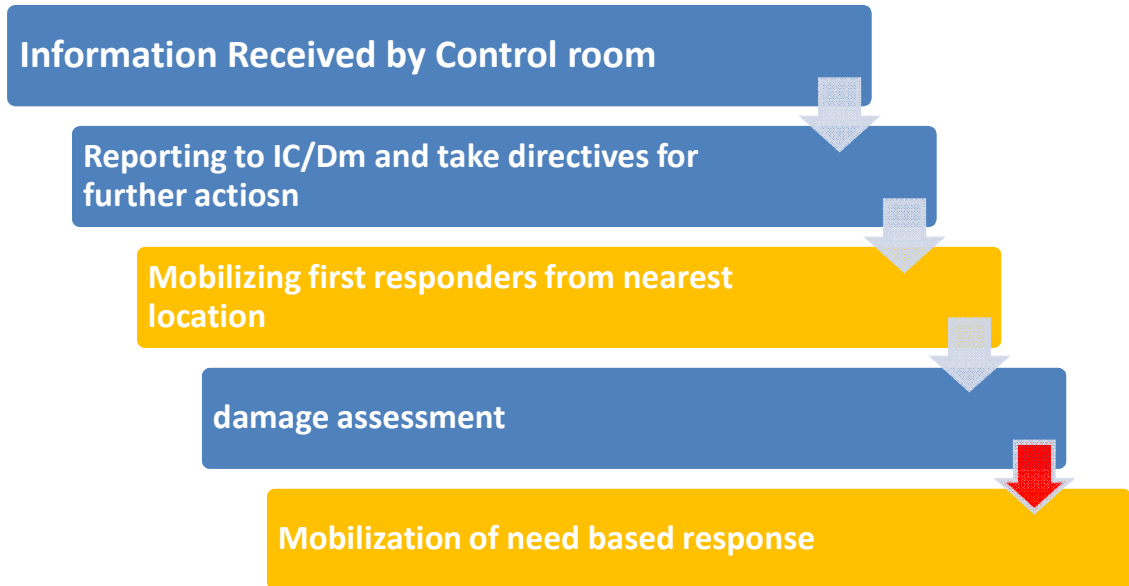 Information Received by Control room
Reporting to IC/Dm and take directives for
further actiosn
Mobilizing first responders from nearest
location
damage assessment
Mobilization of need based response